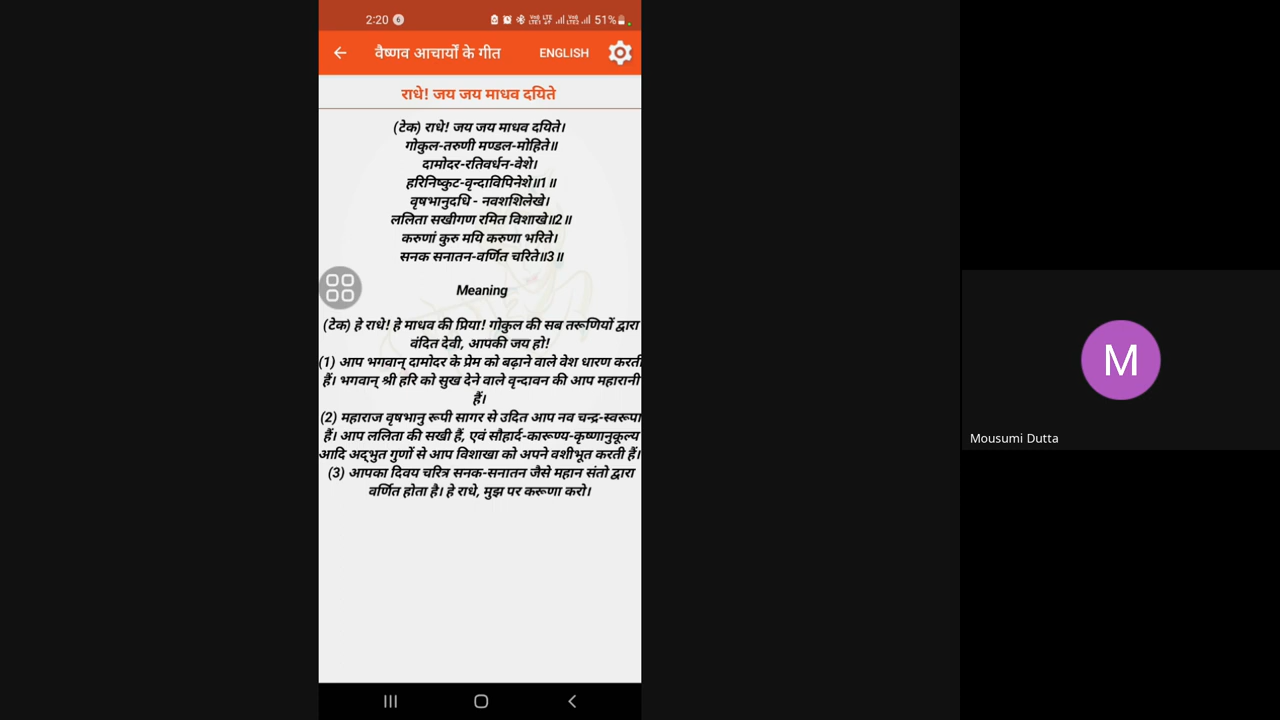 2:20 6 51%
वैष्णव आचार्यों के गीत ENGLISH
राधे! जय जय माधव दयिते
(टेक) राधे! जय जय माधव दयिते।
गोकुल-तरुणी मण्डल-मोहिते॥
दामोदर-रतिवर्धन-वेशे।
हरिनिष्कुट-वृन्दाविपिनेशे॥1॥
वृषभानुदधि - नवशशिलेखे।
ललिता सखीगण रमित विशाखे॥2॥
करुणां कुरु मयि करुणा भरिते।
सनक सनातन-वर्णित चरिते॥3॥
Meaning
(टेक) हे राधे! हे माधव की प्रिया! गोकुल की सब तरूणियों द्वारा
वंदित देवी, आपकी जय हो!
(1) आप भगवान् दामोदर के प्रेम को बढ़ाने वाले वेश धारण करती
हैं। भगवान् श्री हरि को सुख देने वाले वृन्दावन की आप महारानी
हैं।
(2) महाराज वृषभानु रूपी सागर से उदित आप नव चन्द्र-स्वरूपा
हैं। आप ललिता की सखी हैं, एवं सौहार्द-कारूण्य-कृष्णानुकूल्य
आदि अद्भुत गुणों से आप विशाखा को अपने वशीभूत करती हैं।
(3) आपका दिवय चरित्र सनक-सनातन जैसे महान संतो द्वारा
वर्णित होता है। हे राधे, मुझ पर करूणा करो।
M
Mousumi Dutta